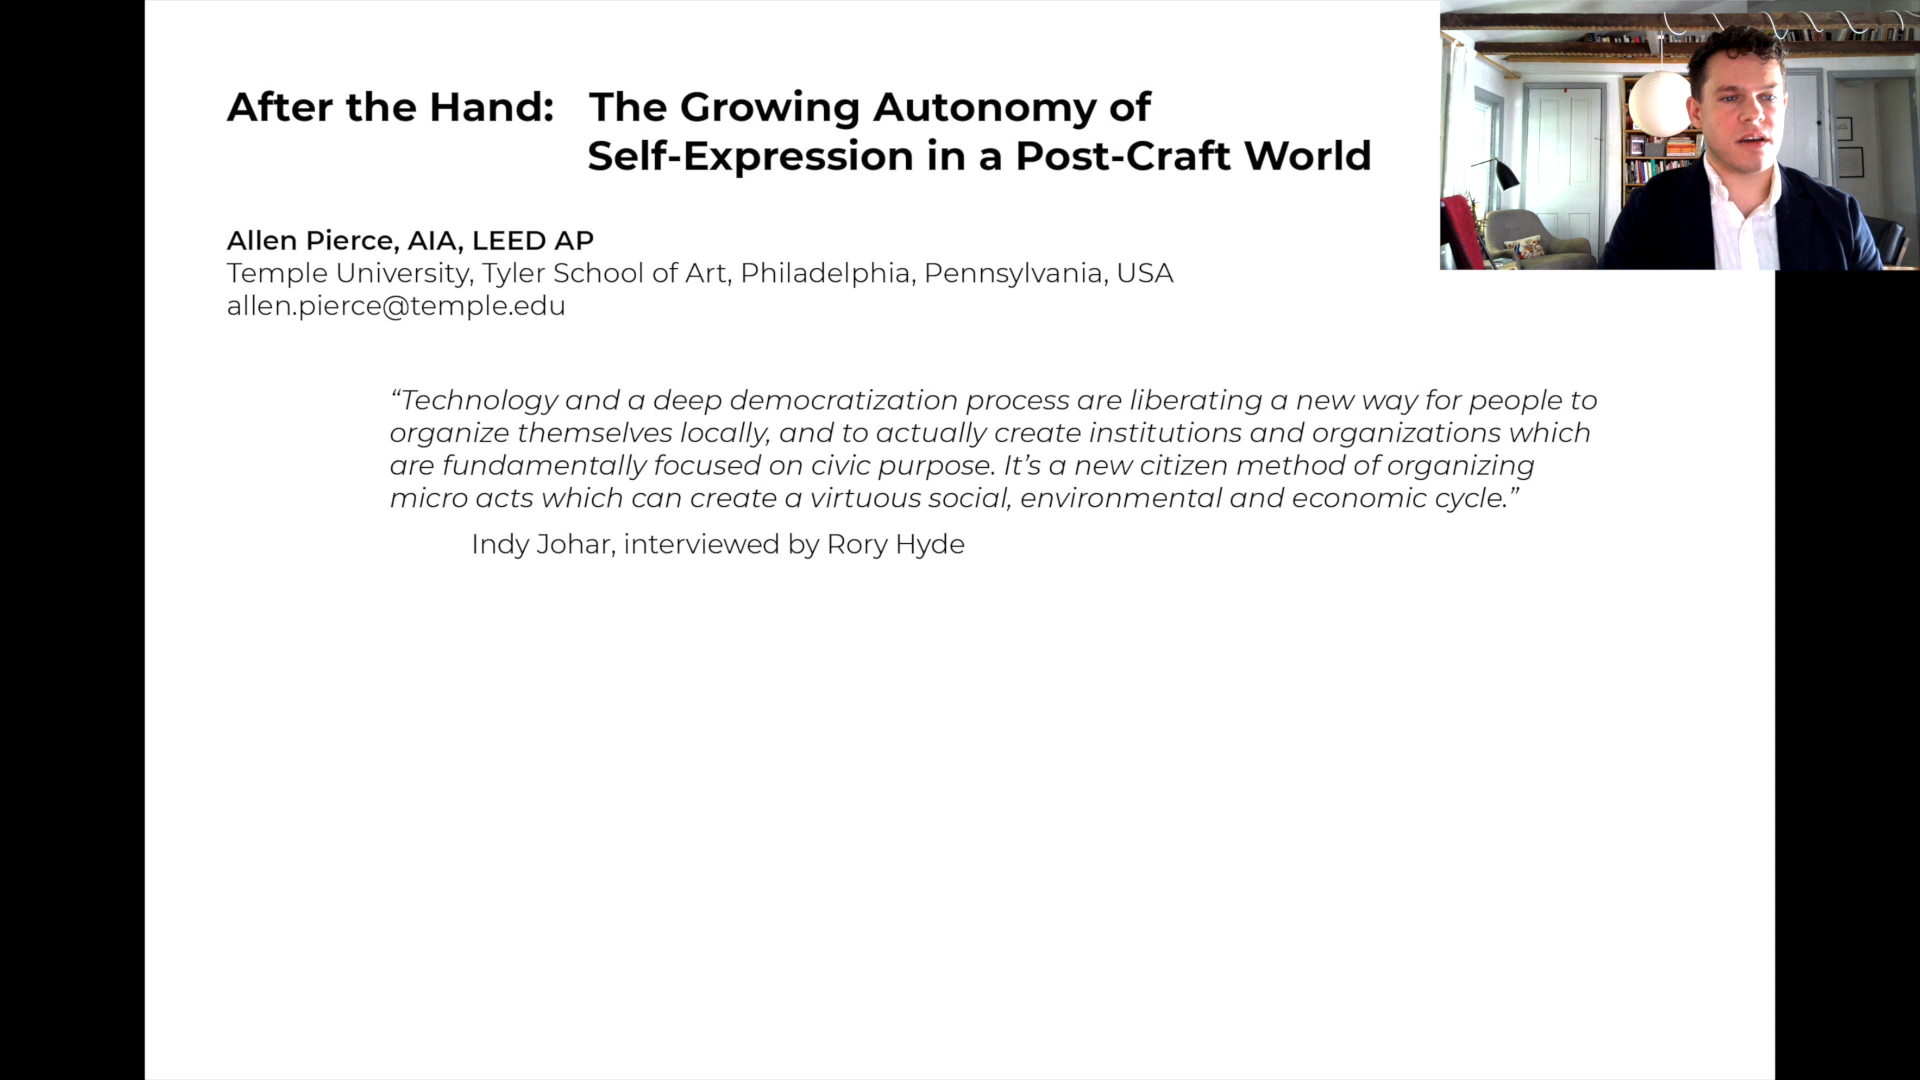 After the Hand: The Growing Autonomy of
Self-Expression in a Post-Craft World
Allen Pierce, AIA, LEED AP
Temple University, Tyler School of Art, Philadelphia, Pennsylvania, USA
allen.pierce@temple.edu
“Technology and a deep democratization process are liberating a new way for people to
organize themselves locally, and to actually create institutions and organizations which
are fundamentally focused on civic purpose. It’s a new citizen method of organizing
micro acts which can create a virtuous social, environmental and economic cycle.”
Indy Johar, interviewed by Rory Hyde